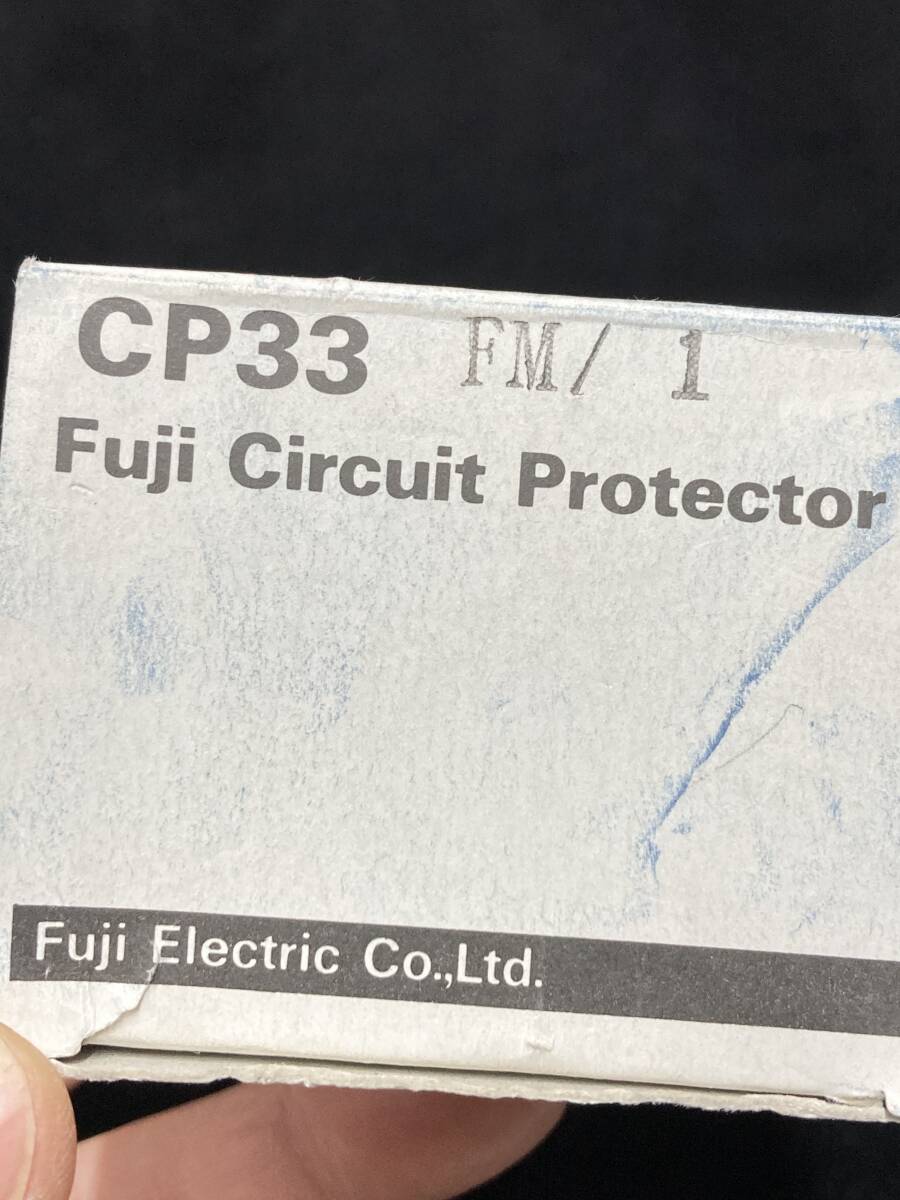 CP33 FM/ 1
Fuji Circuit Protector
Fuji Electric Co.,Ltd.